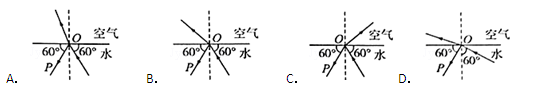 A. O 空气 60° 60° 水 P
B. O 空气 60° 60° 水 P
C. O 空气 60° 60° 水 P
D. O 空气 60° 60° 水 P